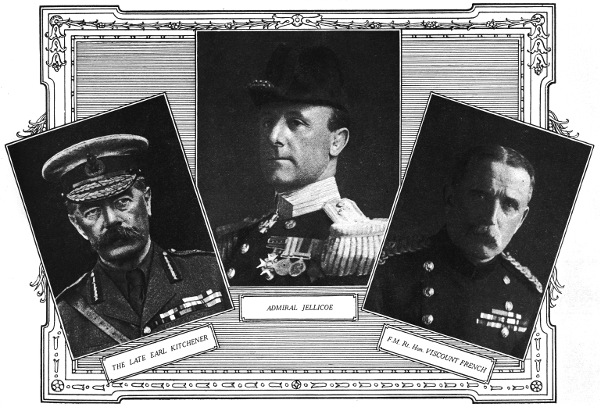 THE LATE EARL KITCHENER
ADMIRAL JELLICOE
F.M. Rt. Hon. VISCOUNT FRENCH